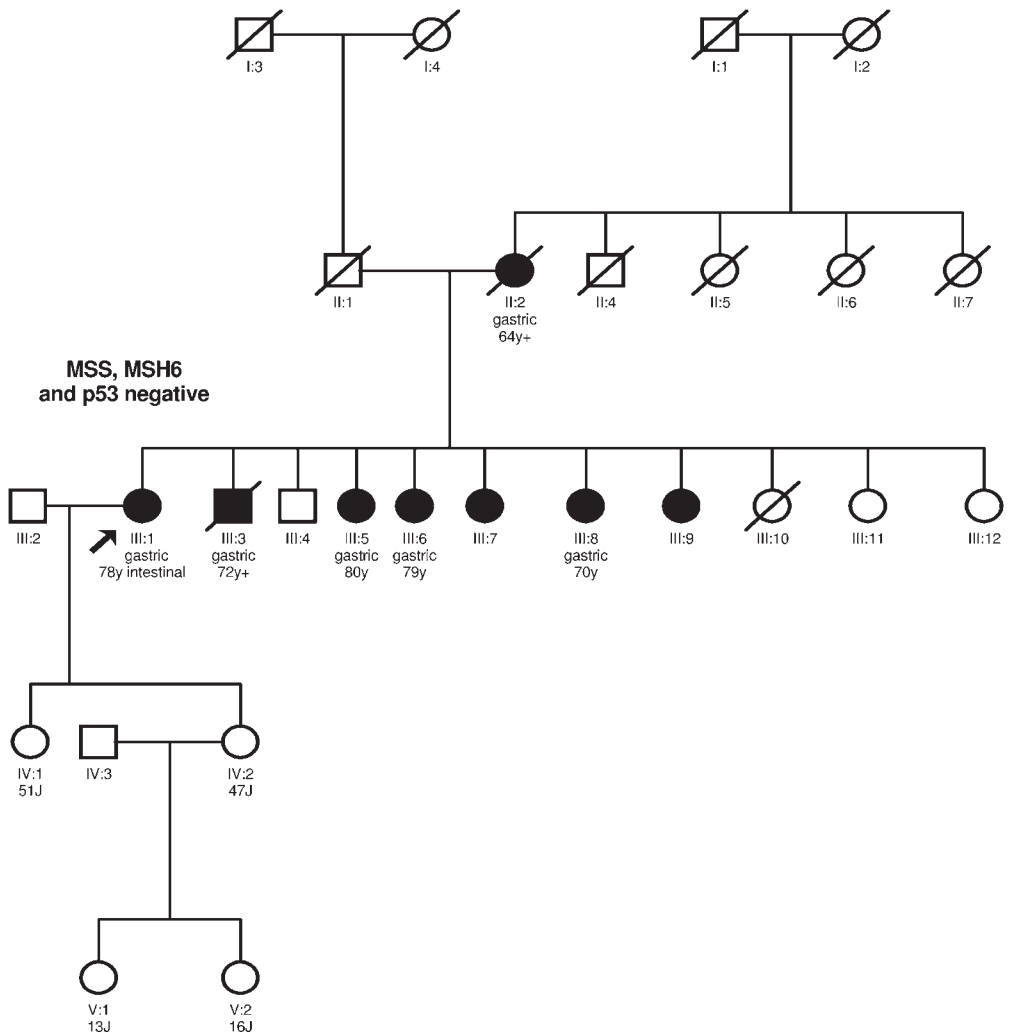 I:3
I:4
I:1
I:2
II:1
II:2
gastric
64y+
II:4
II:5
II:6
II:7
MSS, MSH6
and p53 negative
III:2
III:1
gastric
78y intestinal
III:3
gastric
72y+
III:4
III:5
gastric
80y
III:6
gastric
79y
III:7
III:8
gastric
70y
III:9
III:10
III:11
III:12
IV:1
51J
IV:3
IV:2
47J
V:1
13J
V:2
16J